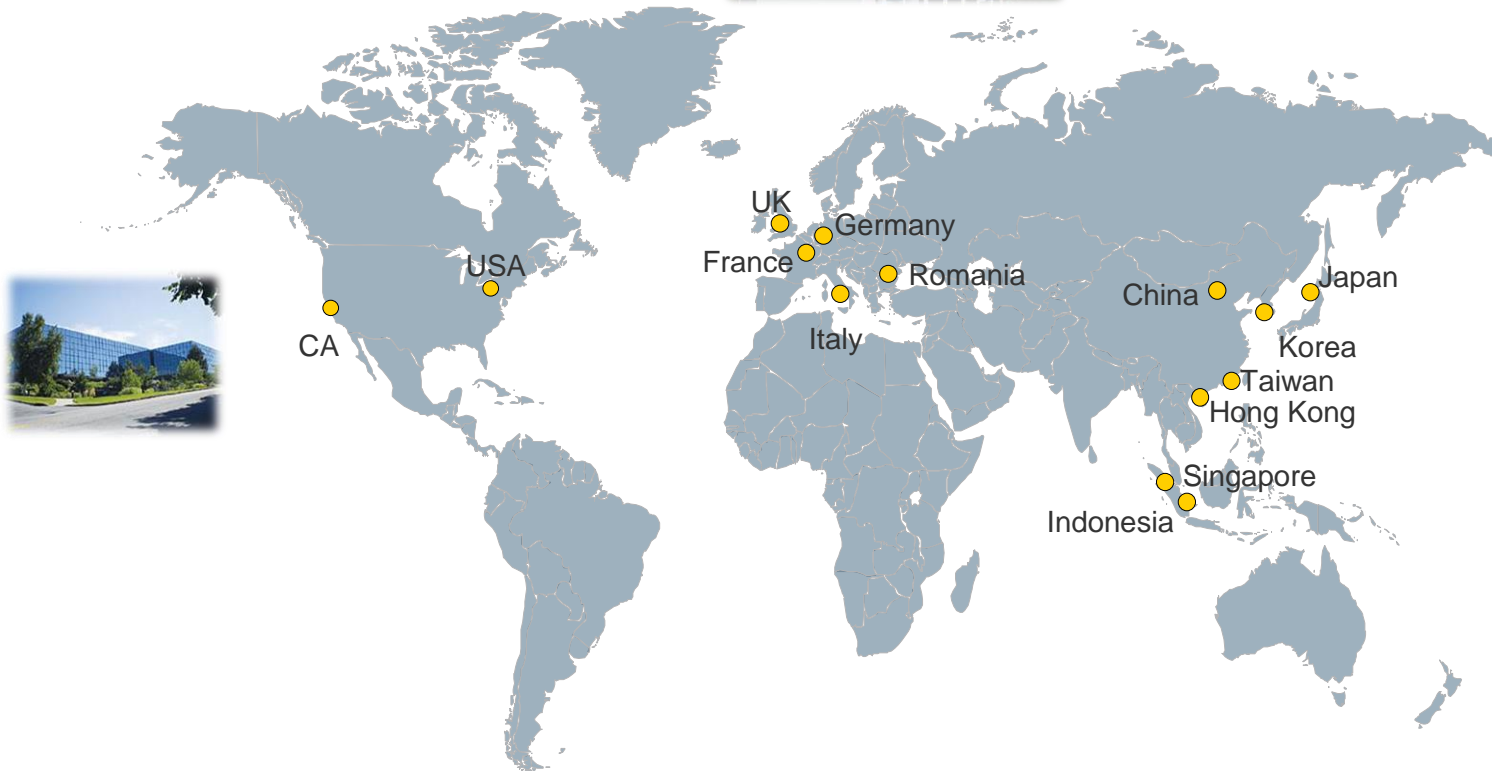 UK
Germany
France
USA
Romania
Japan
China
CA
Italy
Korea
Taiwan
Hong Kong
Singapore
Indonesia